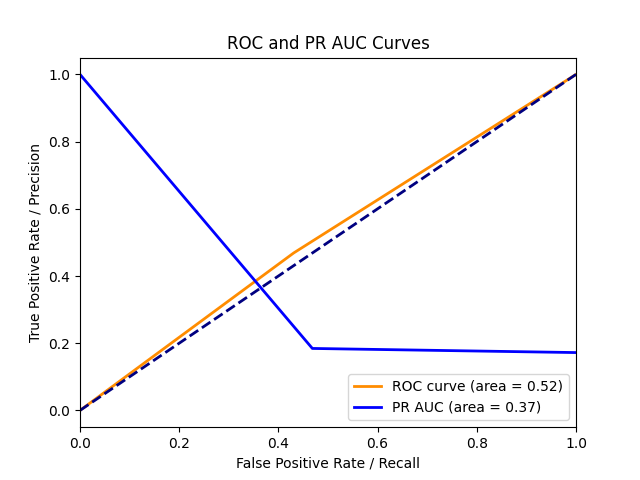 ROC and PR AUC Curves
True Positive Rate / Precision
1.0
0.8
0.6
0.4
0.2
0.0
ROC curve (area = 0.52)
PR AUC (area = 0.37)
0.0 0.2 0.4 0.6 0.8 1.0
False Positive Rate / Recall